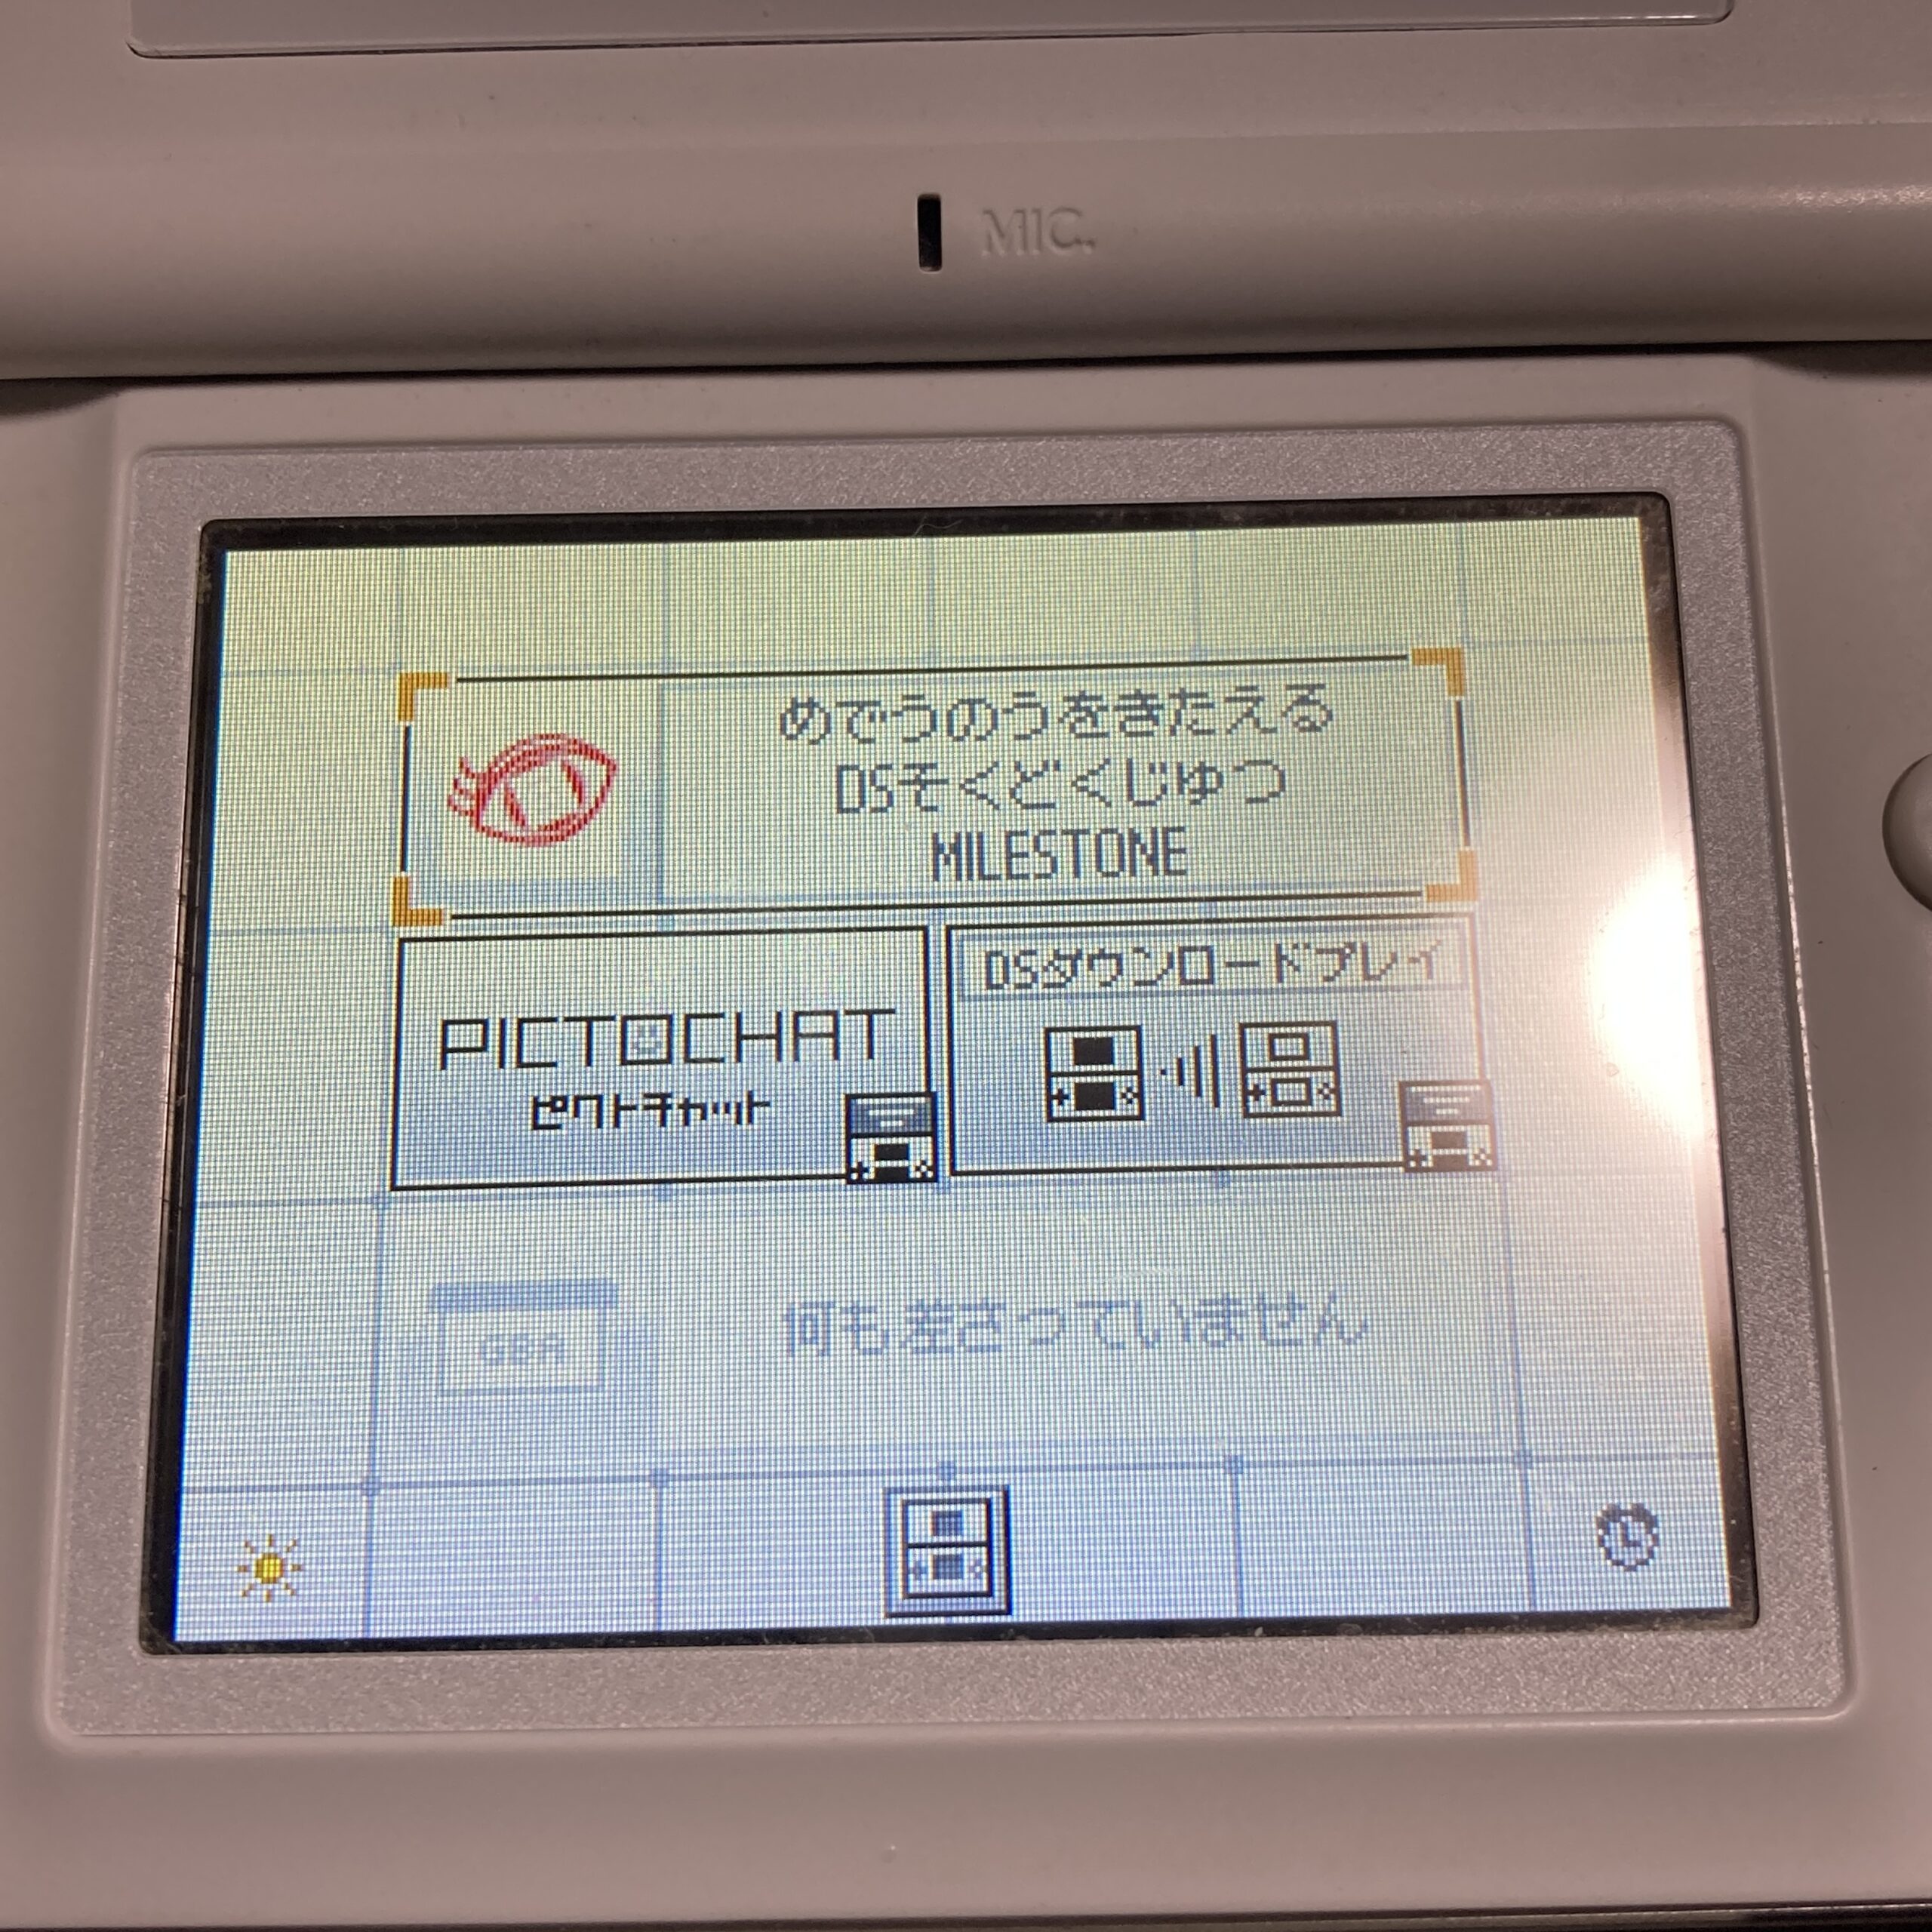 MIC.
めでうのうをきたえる
DSそくどくじゅつ
MILESTONE
PICTOCHAT
ピクトチャット
DSダウンロードプレイ
GBA
何も差さっていません